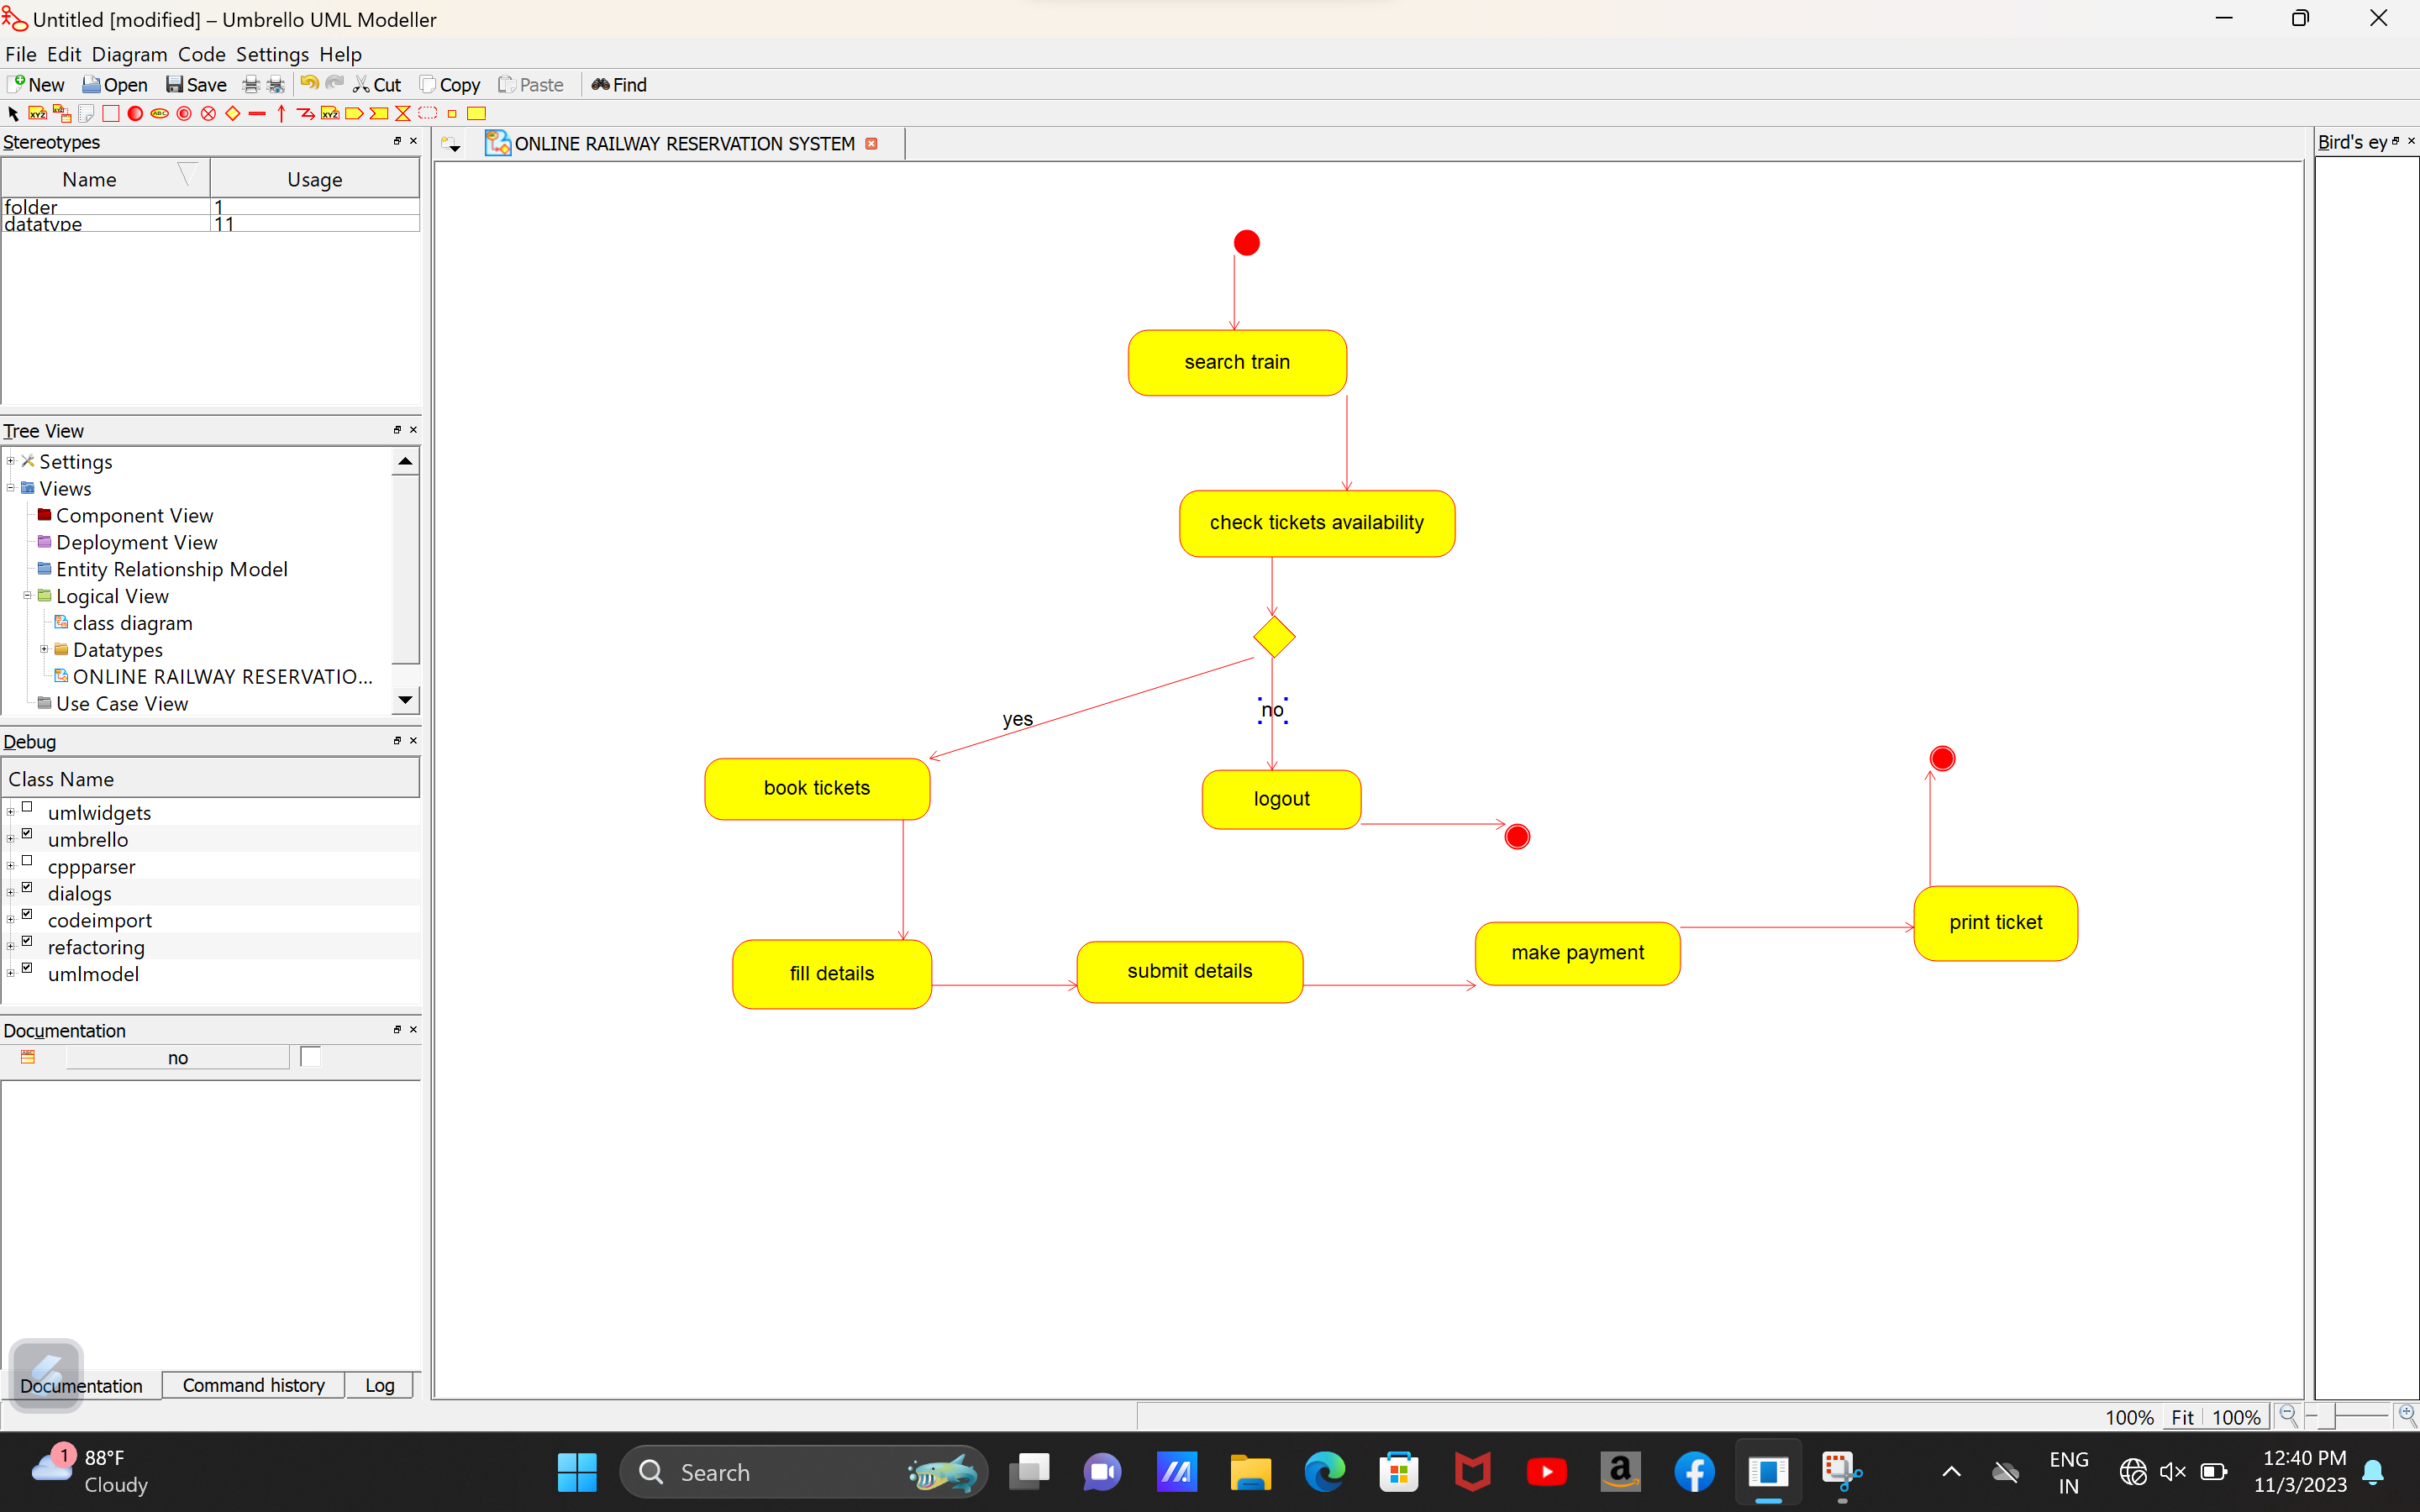 Untitled [modified] – Umbrello UML Modeller
File Edit Diagram Code Settings Help
New Open Save Cut Copy Paste Find
Stereotypes
Name Usage
folder 1
datatype 11
Tree View
Settings
Views
Component View
Deployment View
Entity Relationship Model
Logical View
class diagram
Datatypes
ONLINE RAILWAY RESERVATIO...
Use Case View
Debug
Class Name
umlwidgets
umbrello
cppparser
dialogs
codeimport
refactoring
umlmodel
Documentation
no
Documentation Command history Log
ONLINE RAILWAY RESERVATION SYSTEM
search train
check tickets availability
yes
no
book tickets
logout
fill details
submit details
make payment
print ticket
Bird's ey
100% Fit 100%
1
88°F
Cloudy
Search
ENG
IN
12:40 PM
11/3/2023